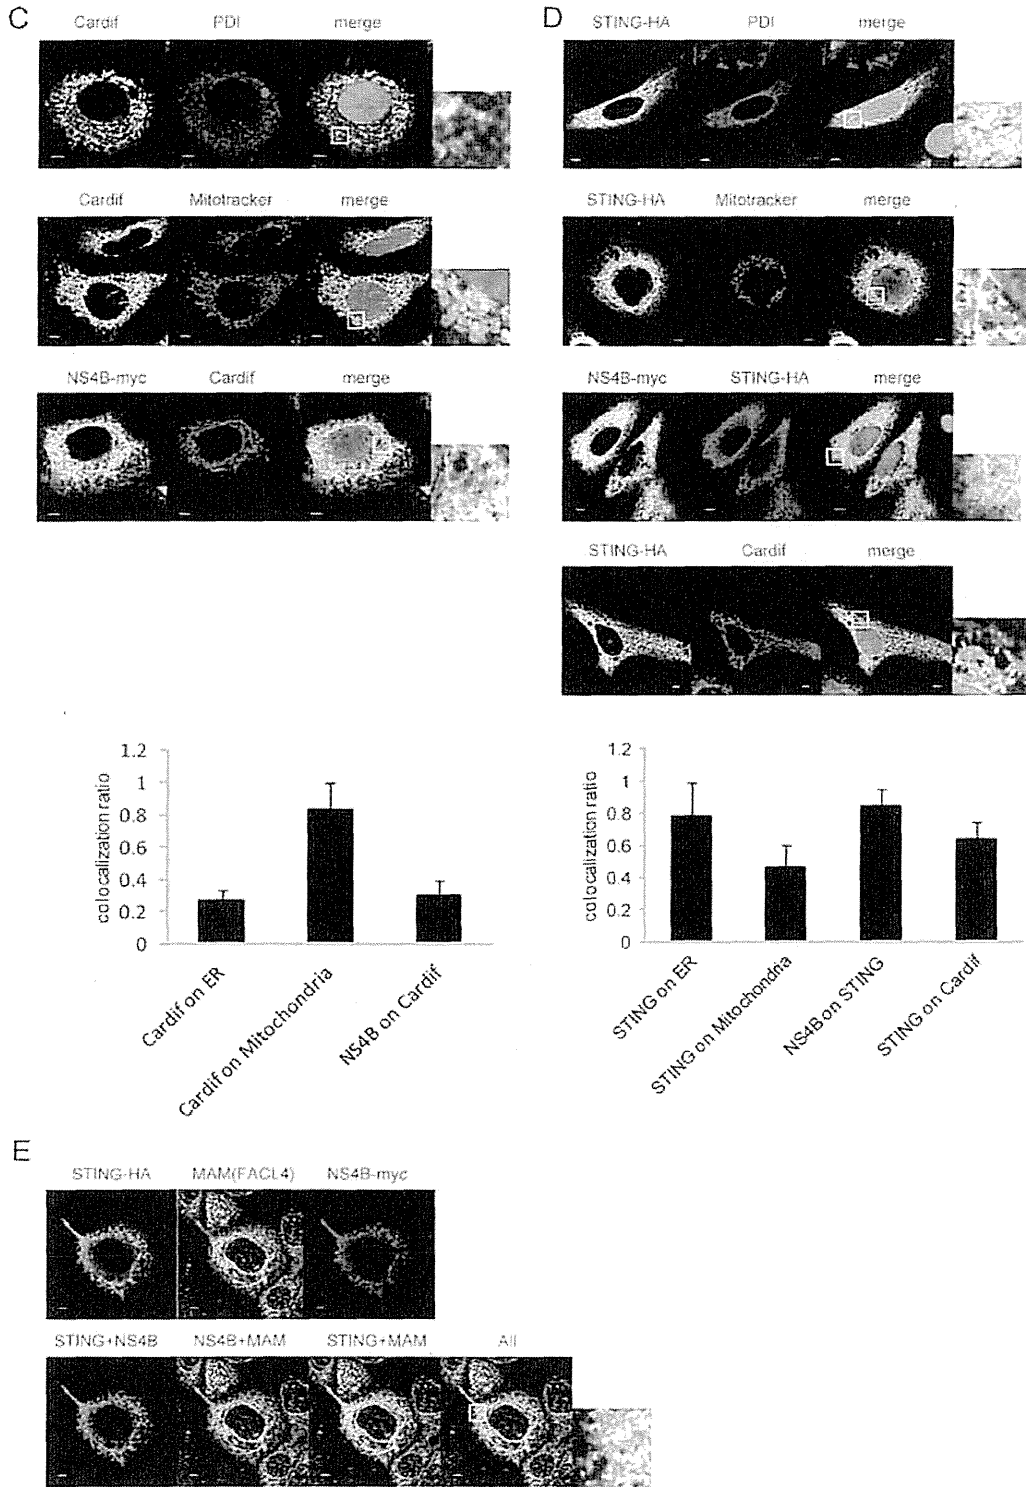 C
Cardif PDI merge
Cardif Mitotracker merge
NS4B-myc Cardif merge
colocalization ratio
1.2
1
0.8
0.6
0.4
0.2
0
Cardif on ER
Cardif on Mitochondria
NS4B on Cardif
D
STING-HA PDI merge
STING-HA Mitotracker merge
NS4B-myc STING-HA merge
STING-HA Cardif merge
colocalization ratio
1.2
1
0.8
0.6
0.4
0.2
0
STING on ER
STING on Mitochondria
NS4B on STING
STING on Cardif
E
STING-HA MAM(FACL4) NS4B-myc
STING+NS4B NS4B+MAM STING+MAM All